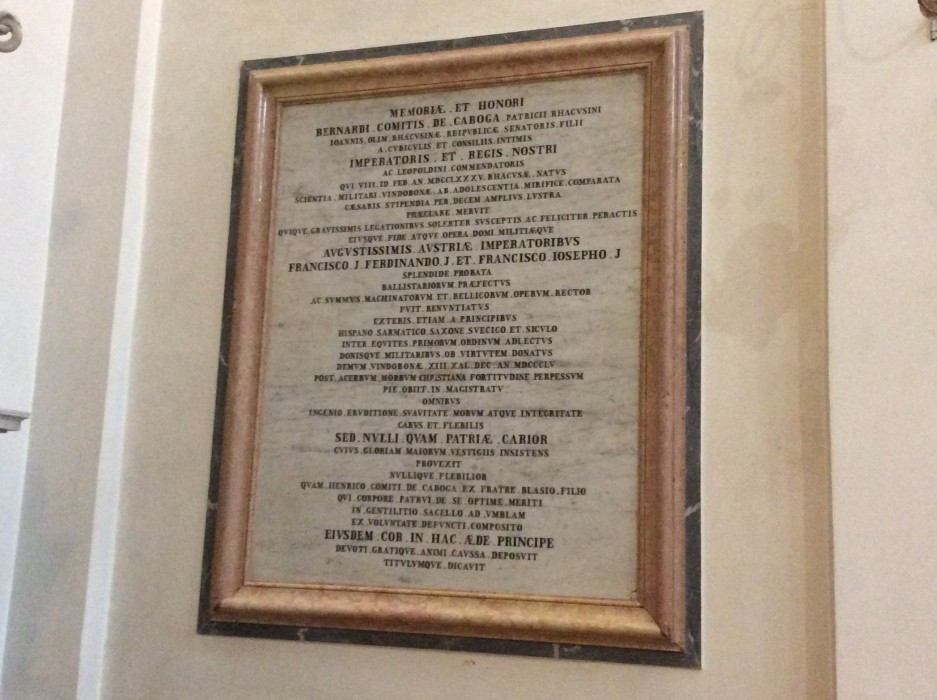 MEMORIÆ . ET HONORI
BERNARDI . COMITIS . DE . CABOGA . PATRICII . RHACVSINI
IOANNIS . OLIM . RHACVSINÆ . REIPVBLICÆ SENATORIS . FILII
A . CVBICVLIS . ET . CONSILIIS . INTIMIS
IMPERATORIS . ET . REGIS . NOSTRI
AC . LEOPOLDINI . COMMENDATORIS
QVI . VIII . ID . FEB . AN . MDCCLXXXV . RHACVSÆ . NATVS
SCIENTIA . MILITARI . VINDOBONÆ . AB . ADOLESCENTIA . MIRIFICE . COMPARATA
CÆSARIS . STIPENDIA . PER . DECEM . AMPLIVS . LVSTRA
PRÆCLARE . MERVIT
QVIQVE . GRAVISSIMIS . LEGATIONIBVS . SOLERTER . SVSCEPTIS . AC . FELICITER . PERACTIS
EIVSQVE . FIDE . ATQVE . OPERA . DOMI . MILITIÆQVE
AVGVSTISSIMIS . AVSTRIÆ . IMPERATORIBVS
FRANCISCO . J . FERDINANDO . J . ET . FRANCISCO . IOSEPHO . J
SPLENDIDE . PROBATA
BALLISTARIORVM . PRÆFECTVS
AC . SVMMVS . MACHINATORVM . ET . BELLICORVM . OPERVM . RECTOR
FVIT . RENVNTIATVS
EXTERIS . ETIAM . A . PRINCIPIBVS
HISPANO . SARMATICO . SAXONE . SVECICO . ET . SICVLO
INTER . EQVITES . PRIMORVM . ORDINVM . ADLECTVS
DONISQVE . MILITARIBVS . OB . VIRTVTEM . DONATVS
DEMVM . VINDOBONÆ . XIII . KAL . DEC . AN . MDCCCLV
POST . ACERBVM . MORBVM . CHRISTIANA . FORTITVDINE . PERPESSVM
PIE . OBIIT . IN . MAGISTRATV
OMNIBVS
INGENIO . ERVDITIONE . SVAVITATE . MORVM . ATQVE . INTEGRITATE
CARVS . ET . FLEBILIS
SED . NVLLI . QVAM . PATRIÆ . CARIOR
CVIVS . GLORIAM . MAIORVM . VESTIGIIS . INSISTENS
PROVEXIT
NVLLIQVE . FLEBILIOR
QVAM . HENRICO . COMITI . DE . CABOGA . EX . FRATRE . BLASIO . FILIO
QVI . CORPORE . PATRVI . DE . SE . OPTIME . MERITI
IN . GENTILITIO . SACELLO . AD . VMBLAM
EX . VOLVNTATE . DEFVNCTI . COMPOSITO
EIVSDEM . COR . IN . HAC . ÆDE . PRINCIPE
DEVOTI . GRATIQVE . ANIMI . CAVSSA . DEPOSVIT
TITVLVMQVE . DICAVIT